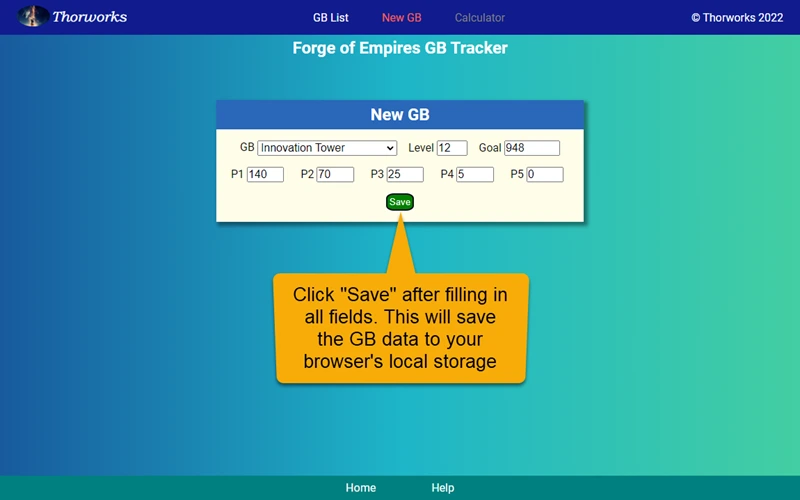 Thorworks GB List New GB Calculator © Thorworks 2022
Forge of Empires GB Tracker
New GB
GB Innovation Tower Level 12 Goal 948
P1 140 P2 70 P3 25 P4 5 P5 0
Save
Click "Save" after filling in
all fields. This will save
the GB data to your
browser's local storage
Home Help